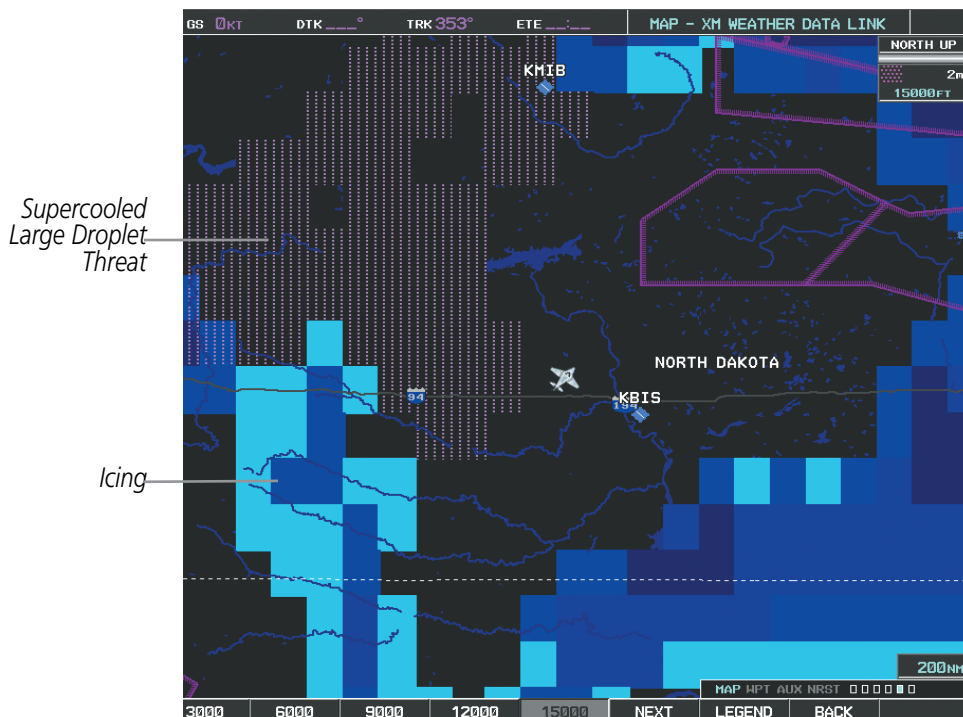 GS 0KT DTK ___° TRK 353° ETE __:__ MAP - XM WEATHER DATA LINK
NORTH UP
2m
15000FT
KMIB
Supercooled
Large Droplet
Threat
NORTH DAKOTA
94
194
KBIS
Icing
200NM
MAP WPT AUX NRST
3000 6000 9000 12000 15000 NEXT LEGEND BACK